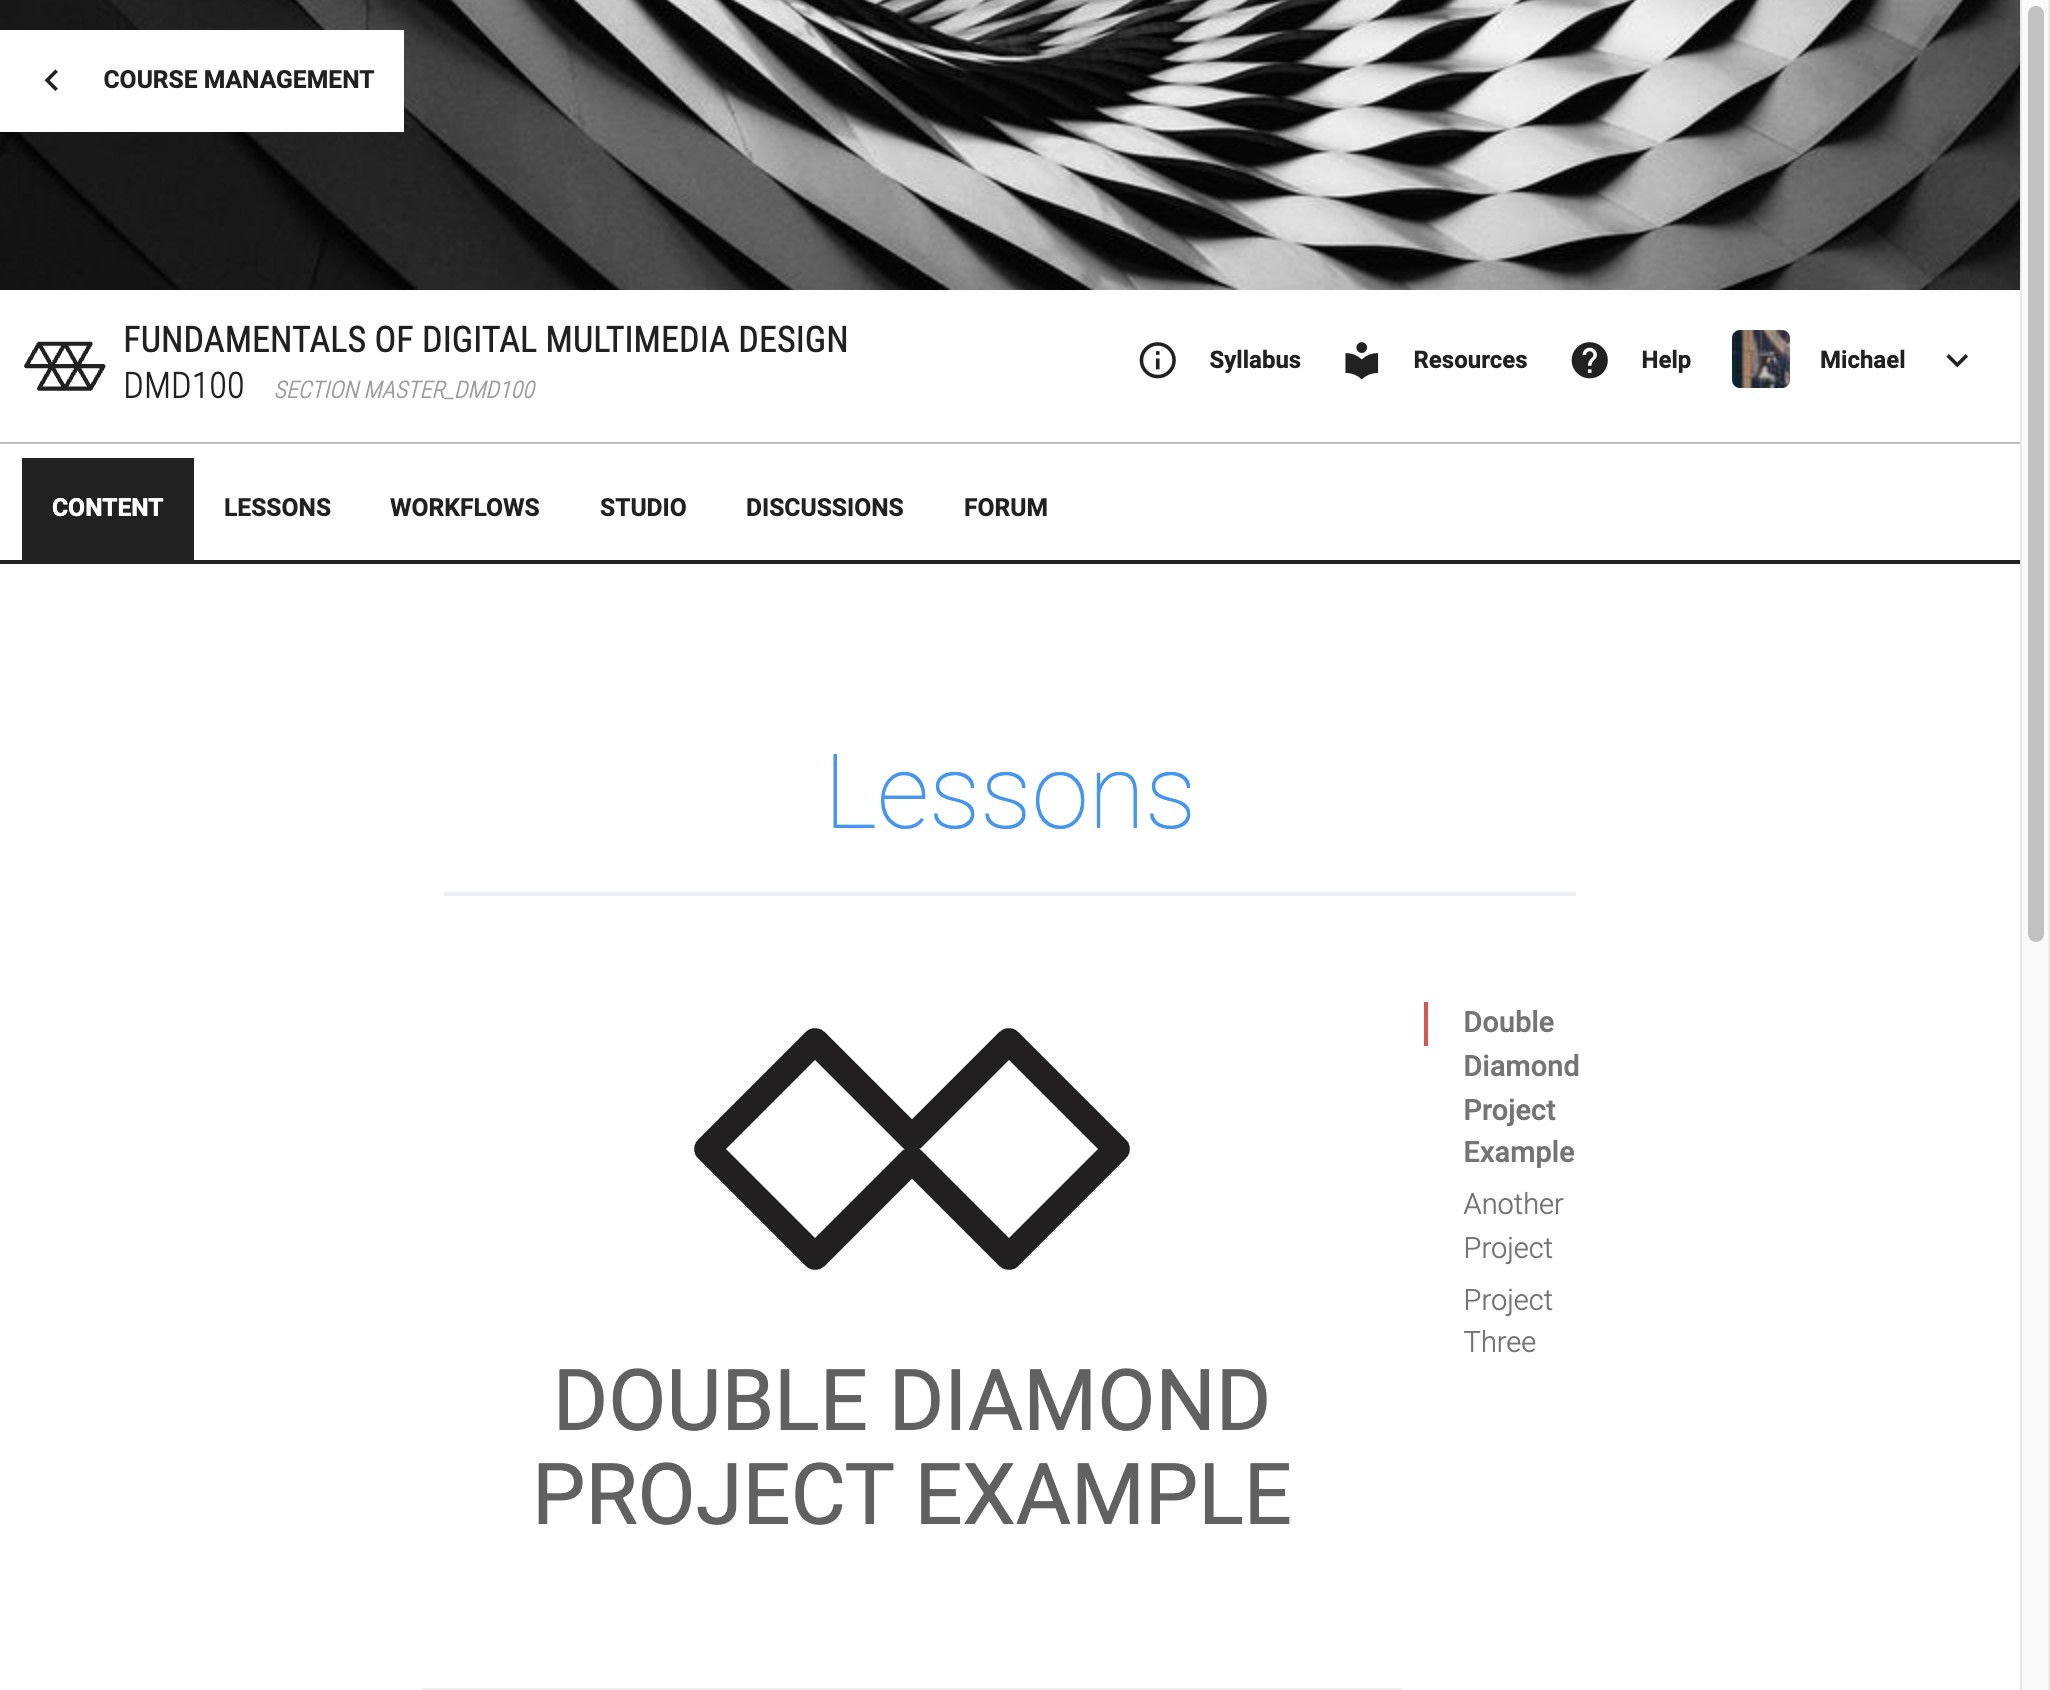 COURSE MANAGEMENT
FUNDAMENTALS OF DIGITAL MULTIMEDIA DESIGN
DMD100 SECTION MASTER_DMD100
Syllabus Resources Help Michael
CONTENT LESSONS WORKFLOWS STUDIO DISCUSSIONS FORUM
Lessons
Double
Diamond
Project
Example
Another
Project
Project
Three
DOUBLE DIAMOND
PROJECT EXAMPLE